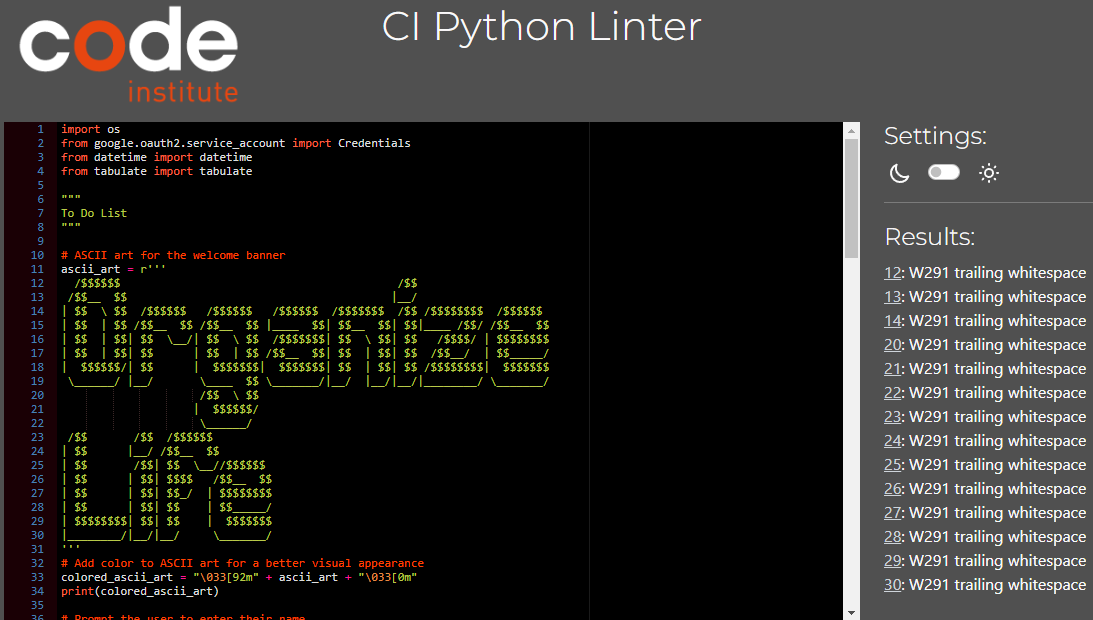 code
institute
CI Python Linter
1 import os
2 from google.oauth2.service_account import Credentials
3 from datetime import datetime
4 from tabulate import tabulate
5
6 """
7 To Do List
8 """
9
10 # ASCII art for the welcome banner
11 ascii_art = r'''
12   /$$$$$$                                          /$$
13  /$$__  $$                                        |__/
14 | $$  \ $$  /$$$$$$   /$$$$$$   /$$$$$$  /$$$$$$$  /$$ /$$$$$$$$  /$$$$$$
15 | $$  | $$ /$$__  $$ /$$__  $$ |____  $$| $$__  $$| $$|____ /$$/ /$$__  $$
16 | $$  | $$| $$  \__/| $$  \ $$  /$$$$$$$| $$  \ $$| $$   /$$$$/ | $$$$$$$$
17 | $$  | $$| $$      | $$  | $$ /$$__  $$| $$  | $$| $$  /$$__/  | $$_____/
18 |  $$$$$$/| $$      |  $$$$$$$|  $$$$$$$| $$  | $$| $$ /$$$$$$$$|  $$$$$$$
19  \______/ |__/       \____  $$ \_______/|__/  |__/|__/|________/ \_______/
20                      /$$  \ $$
21                     |  $$$$$$/
22                      \______/
23  /$$       /$$  /$$$$$$
24 | $$      |__/ /$$__  $$
25 | $$       /$$| $$  \__//$$$$$$
26 | $$      | $$| $$$$   /$$__  $$
27 | $$      | $$| $$_/  | $$$$$$$$
28 | $$      | $$| $$    | $$_____/
29 | $$$$$$$$| $$| $$    |  $$$$$$$
30 |________/|__/|__/     \_______/
31 '''
32 # Add color to ASCII art for a better visual appearance
33 colored_ascii_art = "\033[92m" + ascii_art + "\033[0m"
34 print(colored_ascii_art)
35
36 # Prompt the user to enter their name
Settings:
Results:
12: W291 trailing whitespace
13: W291 trailing whitespace
14: W291 trailing whitespace
20: W291 trailing whitespace
21: W291 trailing whitespace
22: W291 trailing whitespace
23: W291 trailing whitespace
24: W291 trailing whitespace
25: W291 trailing whitespace
26: W291 trailing whitespace
27: W291 trailing whitespace
28: W291 trailing whitespace
29: W291 trailing whitespace
30: W291 trailing whitespace